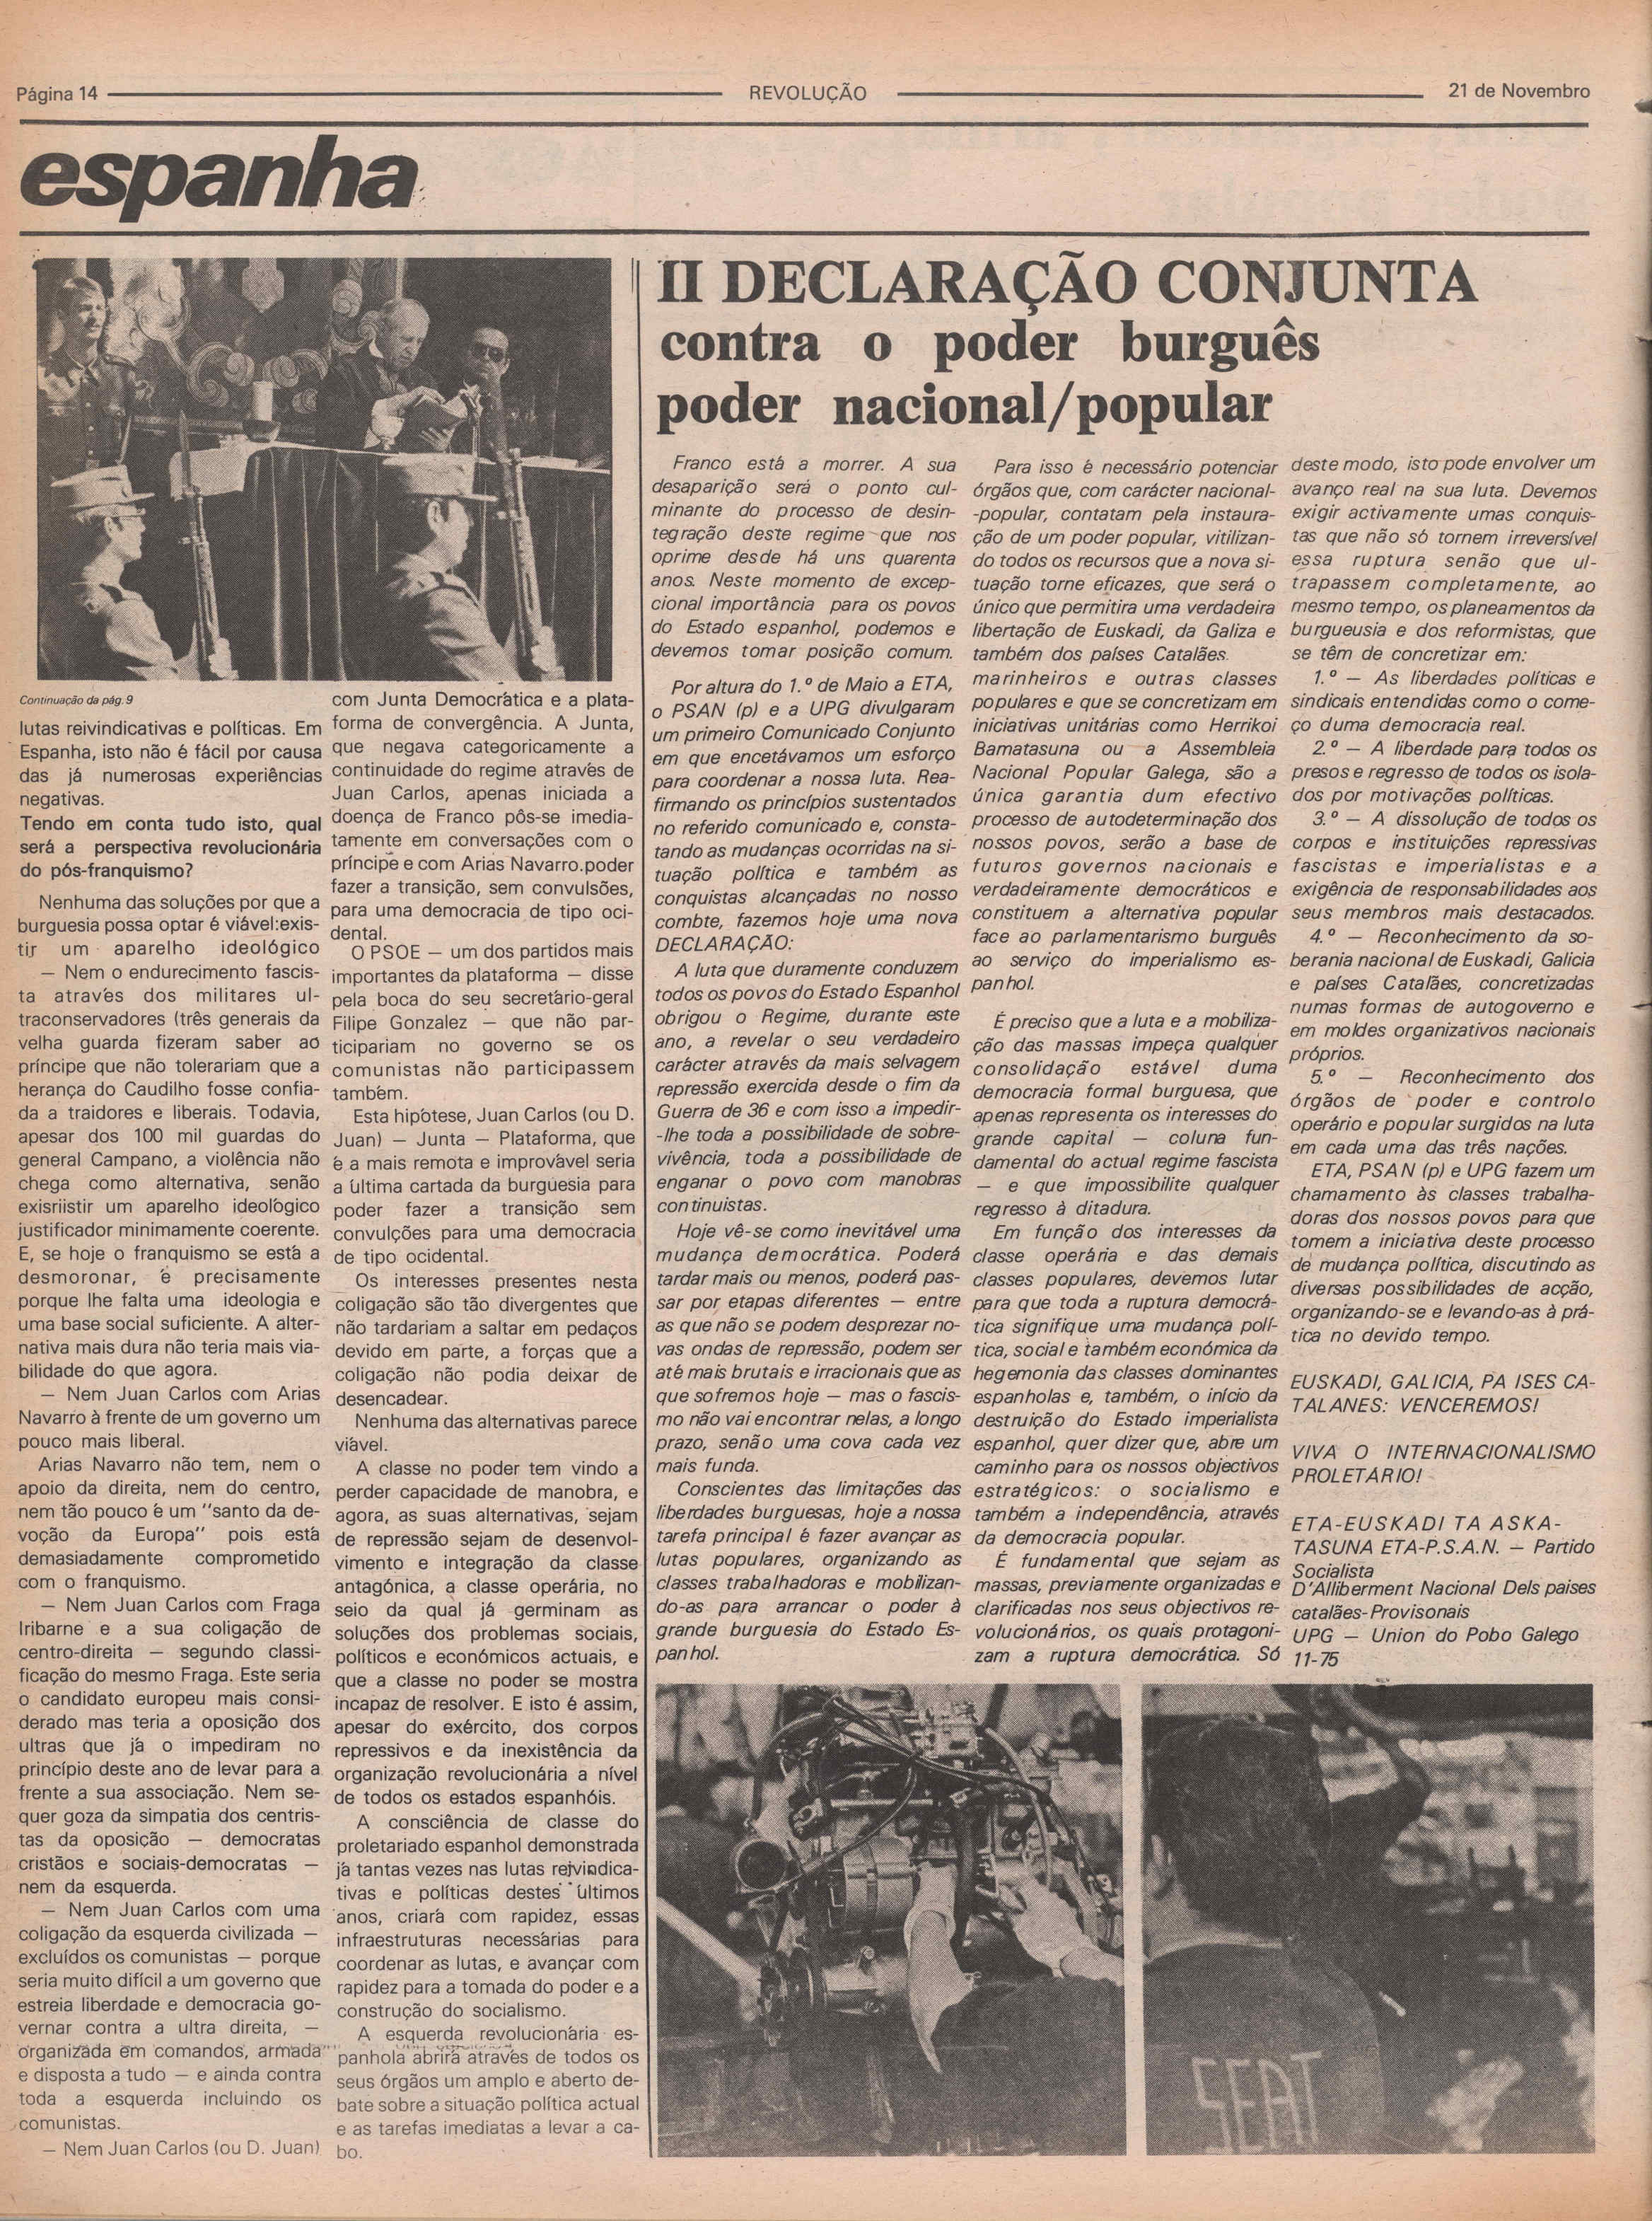 Página 14
REVOLUÇÃO
21 de Novembro
espanha
Continuação da pág. 9
lutas reivindicativas e políticas. Em
Espanha, isto não é fácil por causa
das já numerosas experiências
negativas.
Tendo em conta tudo isto, qual
será a perspectiva revolucionária
do pós-franquismo?
Nenhuma das soluções por que a
burguesia possa optar é viável:exis-
tir um aparelho ideológico
— Nem o endurecimento fascis-
ta através dos militares ul-
traconservadores (três generais da
velha guarda fizeram saber ao
príncipe que não tolerariam que a
herança do Caudilho fosse confia-
da a traidores e liberais. Todavia,
apesar dos 100 mil guardas do
general Campano, a violência não
chega como alternativa, senão
exisriistir um aparelho ideológico
justificador minimamente coerente.
E, se hoje o franquismo se está a
desmoronar, é precisamente
porque lhe falta uma ideologia e
uma base social suficiente. A alter-
nativa mais dura não teria mais via-
bilidade do que agora.
— Nem Juan Carlos com Arias
Navarro à frente de um governo um
pouco mais liberal.
Arias Navarro não tem, nem o
apoio da direita, nem do centro,
nem tão pouco é um "santo da de-
voção da Europa" pois está
demasiadamente comprometido
com o franquismo.
— Nem Juan Carlos com Fraga
Iribarne e a sua coligação de
centro-direita — segundo classi-
ficação do mesmo Fraga. Este seria
o candidato europeu mais consi-
derado mas teria a oposição dos
ultras que já o impediram no
princípio deste ano de levar para a
frente a sua associação. Nem se-
quer goza da simpatia dos centris-
tas da oposição — democratas
cristãos e sociais-democratas —
nem da esquerda.
— Nem Juan Carlos com uma
coligação da esquerda civilizada —
excluídos os comunistas — porque
seria muito difícil a um governo que
estreia liberdade e democracia go-
vernar contra a ultra direita, —
organizada em comandos, armada
e disposta a tudo — e ainda contra
toda a esquerda incluindo os
comunistas.
— Nem Juan Carlos (ou D. Juan)
com Junta Democrática e a plata-
forma de convergência. A Junta,
que negava categoricamente a
continuidade do regime através de
Juan Carlos, apenas iniciada a
doença de Franco pôs-se imedia-
tamente em conversações com o
príncipe e com Arias Navarro.poder
fazer a transição, sem convulsões,
para uma democracia de tipo oci-
dental.
O PSOE — um dos partidos mais
importantes da plataforma — disse
pela boca do seu secretário-geral
Filipe Gonzalez — que não par-
ticipariam no governo se os
comunistas não participassem
também.
Esta hipótese, Juan Carlos (ou D.
Juan) — Junta — Plataforma, que
é a mais remota e improvável seria
a última cartada da burguesia para
poder fazer a transição sem
convulções para uma democracia
de tipo ocidental.
Os interesses presentes nesta
coligação são tão divergentes que
não tardariam a saltar em pedaços
devido em parte, a forças que a
coligação não podia deixar de
desencadear.
Nenhuma das alternativas parece
viável.
A classe no poder tem vindo a
perder capacidade de manobra, e
agora, as suas alternativas, sejam
de repressão sejam de desenvol-
vimento e integração da classe
antagónica, a classe operária, no
seio da qual já germinam as
soluções dos problemas sociais,
políticos e económicos actuais, e
que a classe no poder se mostra
incapaz de resolver. E isto é assim,
apesar do exército, dos corpos
repressivos e da inexistência da
organização revolucionária a nível
de todos os estados espanhóis.
A consciência de classe do
proletariado espanhol demonstrada
já tantas vezes nas lutas reivindica-
tivas e políticas destes últimos
anos, criará com rapidez, essas
infraestruturas necessárias para
coordenar as lutas, e avançar com
rapidez para a tomada do poder e a
construção do socialismo.
A esquerda revolucionária es-
panhola abrirá através de todos os
seus órgãos um amplo e aberto de-
bate sobre a situação política actual
e as tarefas imediatas a levar a ca-
bo.
II DECLARAÇÃO CONJUNTA
contra o poder burguês
poder nacional/popular
Franco está a morrer. A sua
desaparição será o ponto cul-
minante do processo de desin-
tegração deste regime que nos
oprime desde há uns quarenta
anos. Neste momento de excep-
cional importância para os povos
do Estado espanhol, podemos e
devemos tomar posição comum.
Por altura do 1.º de Maio a ETA,
o PSAN (p) e a UPG divulgaram
um primeiro Comunicado Conjunto
em que encetávamos um esforço
para coordenar a nossa luta. Rea-
firmando os princípios sustentados
no referido comunicado e, consta-
tando as mudanças ocorridas na si-
tuação política e também as
conquistas alcançadas no nosso
combte, fazemos hoje uma nova
DECLARAÇÃO:
A luta que duramente conduzem
todos os povos do Estado Espanhol
obrigou o Regime, durante este
ano, a revelar o seu verdadeiro
carácter através da mais selvagem
repressão exercida desde o fim da
Guerra de 36 e com isso a impedir-
-lhe toda a possibilidade de sobre-
vivência, toda a possibilidade de
enganar o povo com manobras
continuistas.
Hoje vê-se como inevitável uma
mudança democrática. Poderá
tardar mais ou menos, poderá pas-
sar por etapas diferentes — entre
as que não se podem desprezar no-
vas ondas de repressão, podem ser
até mais brutais e irracionais que as
que sofremos hoje — mas o fascis-
mo não vai encontrar nelas, a longo
prazo, senão uma cova cada vez
mais funda.
Conscientes das limitações das
liberdades burguesas, hoje a nossa
tarefa principal é fazer avançar as
lutas populares, organizando as
classes trabalhadoras e mobilizan-
do-as para arrancar o poder à
grande burguesia do Estado Es-
panhol.
Para isso é necessário potenciar
órgãos que, com carácter nacional-
-popular, contatam pela instaura-
ção de um poder popular, vitilizan-
do todos os recursos que a nova si-
tuação torne eficazes, que será o
único que permitira uma verdadeira
libertação de Euskadi, da Galiza e
também dos países Catalães.
marinheiros e outras classes
populares e que se concretizam em
iniciativas unitárias como Herrikoi
Bamatasuna ou a Assembleia
Nacional Popular Galega, são a
única garantia dum efectivo
processo de autodeterminação dos
nossos povos, serão a base de
futuros governos nacionais e
verdadeiramente democráticos e
constituem a alternativa popular
face ao parlamentarismo burguês
ao serviço do imperialismo es-
panhol.
É preciso que a luta e a mobiliza-
ção das massas impeça qualquer
consolidação estável duma
democracia formal burguesa, que
apenas representa os interesses do
grande capital — coluna fun-
damental do actual regime fascista
— e que impossibilite qualquer
regresso à ditadura.
Em função dos interesses da
classe operária e das demais
classes populares, devemos lutar
para que toda a ruptura democrá-
tica signifique uma mudança polí-
tica, social e também económica da
hegemonia das classes dominantes
espanholas e, também, o início da
destruição do Estado imperialista
espanhol, quer dizer que, abre um
caminho para os nossos objectivos
estratégicos: o socialismo e
também a independência, através
da democracia popular.
É fundamental que sejam as
massas, previamente organizadas e
clarificadas nos seus objectivos re-
volucionários, os quais protagoni-
zam a ruptura democrática. Só
deste modo, isto pode envolver um
avanço real na sua luta. Devemos
exigir activamente umas conquis-
tas que não só tornem irreversível
essa ruptura senão que ul-
trapassem completamente, ao
mesmo tempo, os planeamentos da
burgueusia e dos reformistas, que
se têm de concretizar em:
1.º — As liberdades políticas e
sindicais entendidas como o come-
ço duma democracia real.
2.º — A liberdade para todos os
presos e regresso de todos os isola-
dos por motivações políticas.
3.º — A dissolução de todos os
corpos e instituições repressivas
fascistas e imperialistas e a
exigência de responsabilidades aos
seus membros mais destacados.
4.º — Reconhecimento da so-
berania nacional de Euskadi, Galicia
e países Catalães, concretizadas
numas formas de autogoverno e
em moldes organizativos nacionais
próprios.
5.º — Reconhecimento dos
órgãos de poder e controlo
operário e popular surgidos na luta
em cada uma das três nações.
ETA, PSAN (p) e UPG fazem um
chamamento às classes trabalha-
doras dos nossos povos para que
tomem a iniciativa deste processo
de mudança política, discutindo as
diversas possibilidades de acção,
organizando-se e levando-as à prá-
tica no devido tempo.
EUSKADI, GALICIA, PA ISES CA-
TALANES: VENCEREMOS!
VIVA O INTERNACIONALISMO
PROLETARIO!
ETA-EUSKADI TA ASKA-
TASUNA ETA-P.S.A.N. — Partido
Socialista
D'Alliberment Nacional Dels paises
catalães-Provisonais
UPG — Union do Pobo Galego
11-75
SEAT